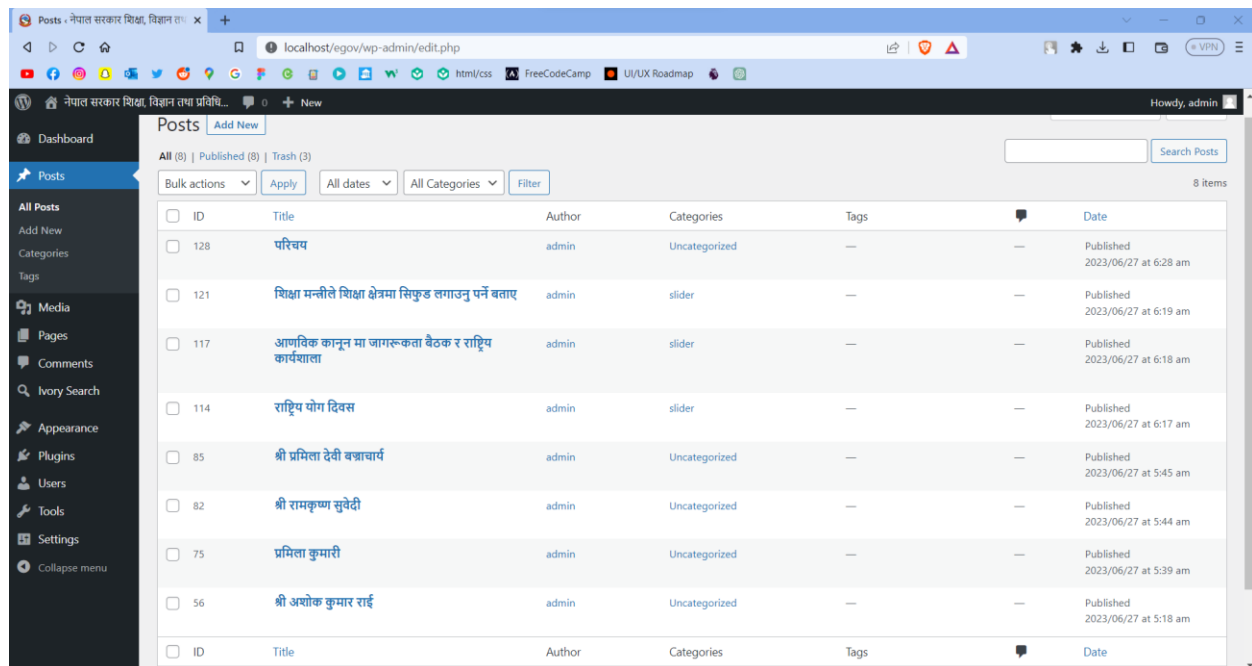 Posts ‹ नेपाल सरकार शिक्षा, विज्ञान तथ
localhost/egov/wp-admin/edit.php
VPN
html/css FreeCodeCamp UI/UX Roadmap
नेपाल सरकार शिक्षा, विज्ञान तथा प्रविधि... 0 New Howdy, admin
Dashboard
Posts
All Posts
Add New
Categories
Tags
Media
Pages
Comments
Ivory Search
Appearance
Plugins
Users
Tools
Settings
Collapse menu
Posts Add New
All (8) | Published (8) | Trash (3)
Search Posts
Bulk actions Apply All dates All Categories Filter 8 items
ID Title Author Categories Tags Date
128 परिचय admin Uncategorized — — Published
2023/06/27 at 6:28 am
121 शिक्षा मन्त्रीले शिक्षा क्षेत्रमा सिफुड लगाउनु पर्ने बताए admin slider — — Published
2023/06/27 at 6:19 am
117 आणविक कानून मा जागरूकता बैठक र राष्ट्रिय admin slider — — Published
कार्यशाला 2023/06/27 at 6:18 am
114 राष्ट्रिय योग दिवस admin slider — — Published
2023/06/27 at 6:17 am
85 श्री प्रमिला देवी बज्राचार्य admin Uncategorized — — Published
2023/06/27 at 5:45 am
82 श्री रामकृष्ण सुवेदी admin Uncategorized — — Published
2023/06/27 at 5:44 am
75 प्रमिला कुमारी admin Uncategorized — — Published
2023/06/27 at 5:39 am
56 श्री अशोक कुमार राई admin Uncategorized — — Published
2023/06/27 at 5:18 am
ID Title Author Categories Tags Date